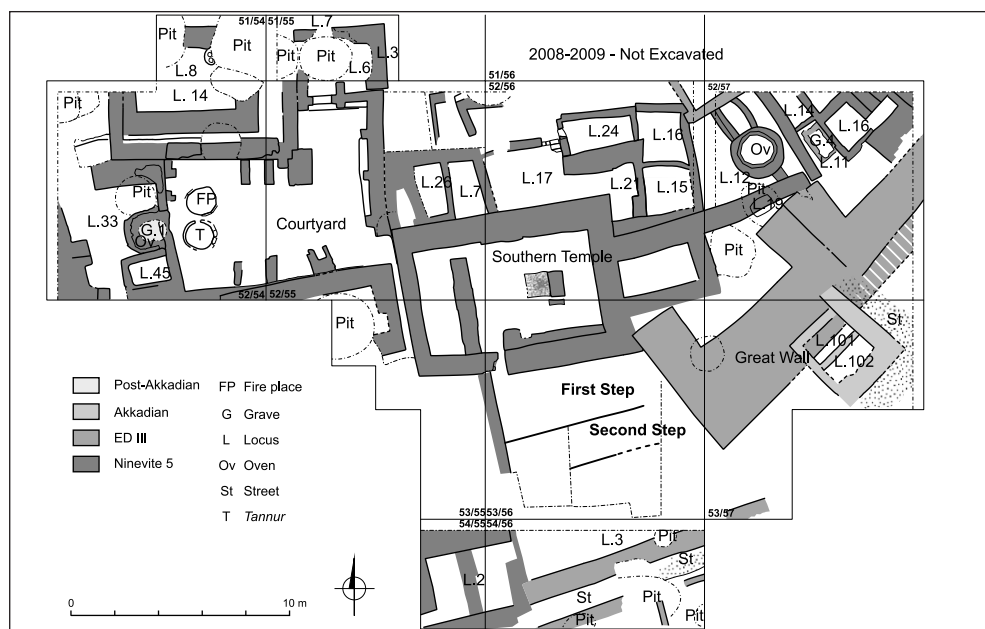 51/54 51/55
L.7
Pit
Pit
Pit
L.3
L.6
L.8
L. 14
2008-2009 - Not Excavated
51/56
52/56
52/57
Pit
L.24
L.16
L.14
L.16
G.4
L.11
Ov
L.26
L.7
L.17
L.21
L.15
L.12
Pit
L.19
Pit
FP
L.33
G.1
Ov
T
Courtyard
Pit
L.45
Southern Temple
52/54 52/55
Pit
St
L.101
Great Wall
L.102
First Step
Second Step
Post-Akkadian
Akkadian
ED III
Ninevite 5
FP Fire place
G Grave
L Locus
Ov Oven
St Street
T Tannur
53/55 53/56
53/57
54/55 54/56
L.3
Pit
St
L.2
St
Pit
Pit
Pit
0 10 m